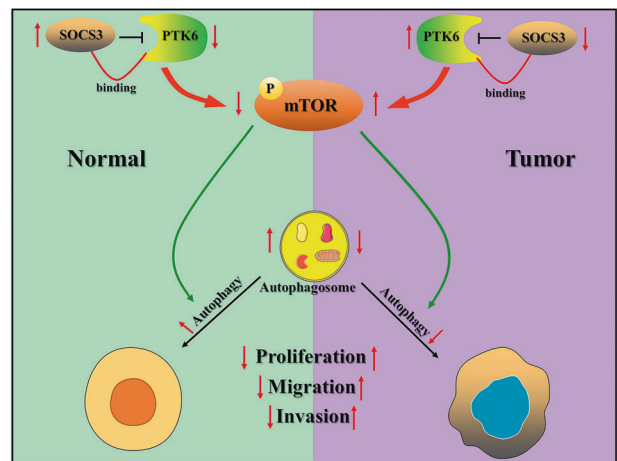 SOCS3 PTK6
binding
PTK6 SOCS3
binding
P
mTOR
Normal
Tumor
Autophagosome
Autophagy
Autophagy
Proliferation
Migration
Invasion